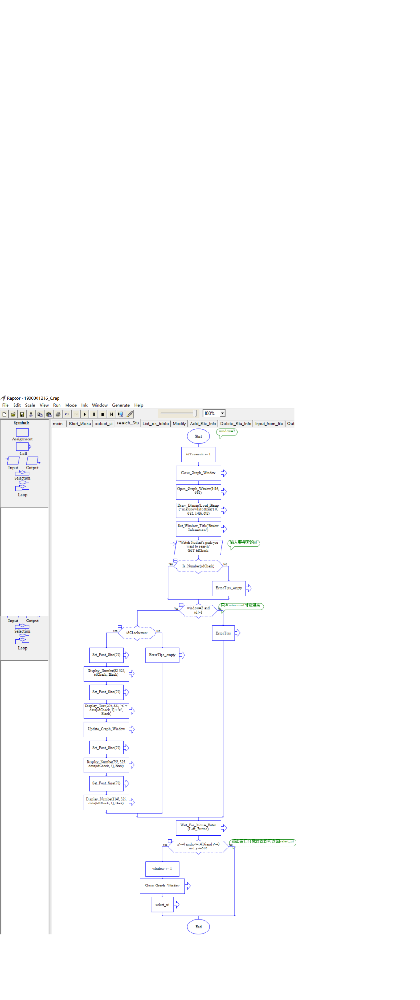 Raptor - 1900301236_6.rap
File Edit Scale View Run Mode Ink Window Generate Help
100%
Symbols
Assignment
Call
Input Output
Selection
Loop
Input Output
Selection
Loop
main Start_Menu select_ui search_Stu List_on_table Modify Add_Stu_Info Delete_Stu_Info Input_from_file Out
Start
window=2
idTosearch ← 1
Close_Graph_Window
Open_Graph_Window(1416,
682)
Draw_Bitmap(Load_Bitmap
("img\ShowInfoB.png"), 0,
682, 1416, 682)
Set_Window_Title("Student
Infomation")
"Which Student's grade you
want to search"
GET idCheck
输入要搜索的id
Yes
Is_Number(idCheck)
No
ErrorTips_empty
Yes
window=2 and
id!=1
No
只有window=2才能进来
ErrorTips
Yes
idCheck>=cnt
No
Set_Font_Size(70)
ErrorTips_empty
Display_Number(82, 325,
idCheck, Black)
Set_Font_Size(70)
Display_Text(270, 325, "<" +
data[idCheck, 1] + ">",
Black)
Update_Graph_Window
Set_Font_Size(70)
Display_Number(755, 325,
data[idCheck, 2], Black)
Set_Font_Size(70)
Display_Number(1145, 325,
data[idCheck, 3], Black)
Wait_For_Mouse_Button
(Left_Button)
Yes
x>=0 and x<=1416 and y>=0
and y<=682
No
点击窗口任意位置即可返回select_ui
window ← 1
Close_Graph_Window
select_ui
End